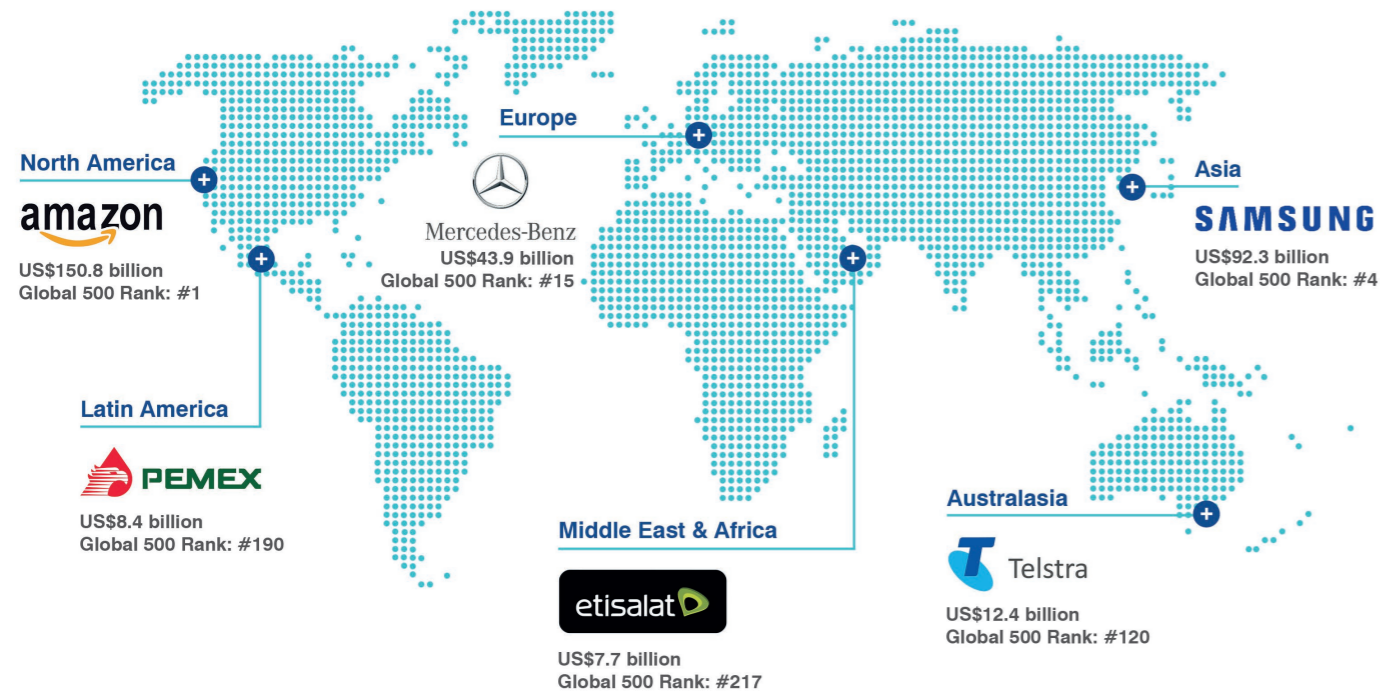 North America
amazon
US$150.8 billion
Global 500 Rank: #1
Europe
Mercedes-Benz
US$43.9 billion
Global 500 Rank: #15
Asia
SAMSUNG
US$92.3 billion
Global 500 Rank: #4
Latin America
PEMEX
US$8.4 billion
Global 500 Rank: #190
Middle East & Africa
etisalat
US$7.7 billion
Global 500 Rank: #217
Australasia
T
Telstra
US$12.4 billion
Global 500 Rank: #120